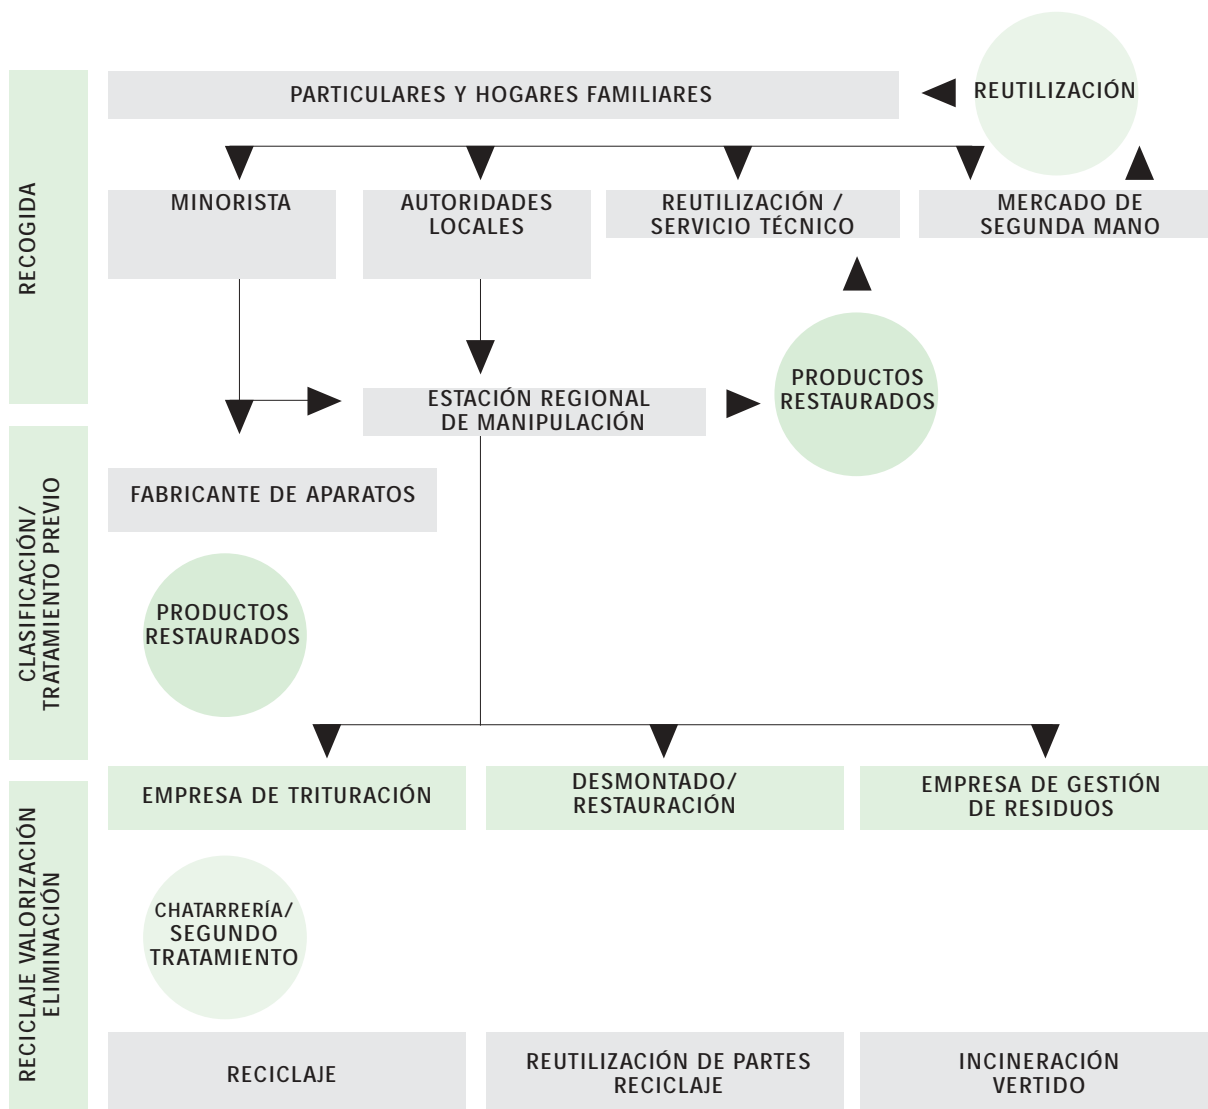 REUTILIZACIÓN
PARTICULARES Y HOGARES FAMILIARES
RECOGIDA
MINORISTA
AUTORIDADES
LOCALES
REUTILIZACIÓN /
SERVICIO TÉCNICO
MERCADO DE
SEGUNDA MANO
PRODUCTOS
RESTAURADOS
ESTACIÓN REGIONAL
DE MANIPULACIÓN
CLASIFICACIÓN/
TRATAMIENTO PREVIO
FABRICANTE DE APARATOS
PRODUCTOS
RESTAURADOS
RECICLAJE VALORIZACIÓN
ELIMINACIÓN
EMPRESA DE TRITURACIÓN
DESMONTADO/
RESTAURACIÓN
EMPRESA DE GESTIÓN
DE RESIDUOS
CHATARRERÍA/
SEGUNDO
TRATAMIENTO
RECICLAJE
REUTILIZACIÓN DE PARTES
RECICLAJE
INCINERACIÓN
VERTIDO